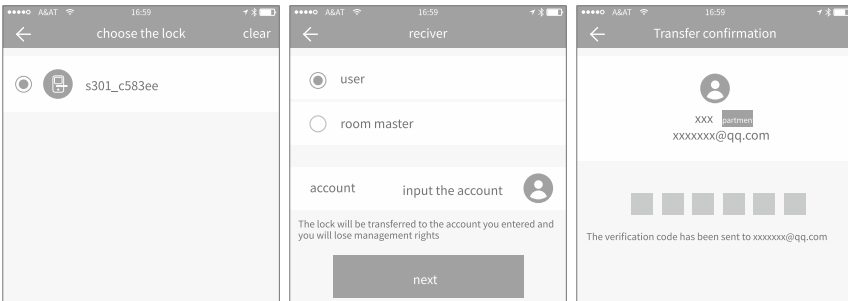 A&AT 16:59
choose the lock clear
s301_c583ee
A&AT 16:59
reciver
user
room master
account input the account
The lock will be transferred to the account you entered and
you will lose management rights
next
A&AT 16:59
Transfer confirmation
xxx partmen
xxxxxxx@qq.com
The verification code has been sent to xxxxxxx@qq.com